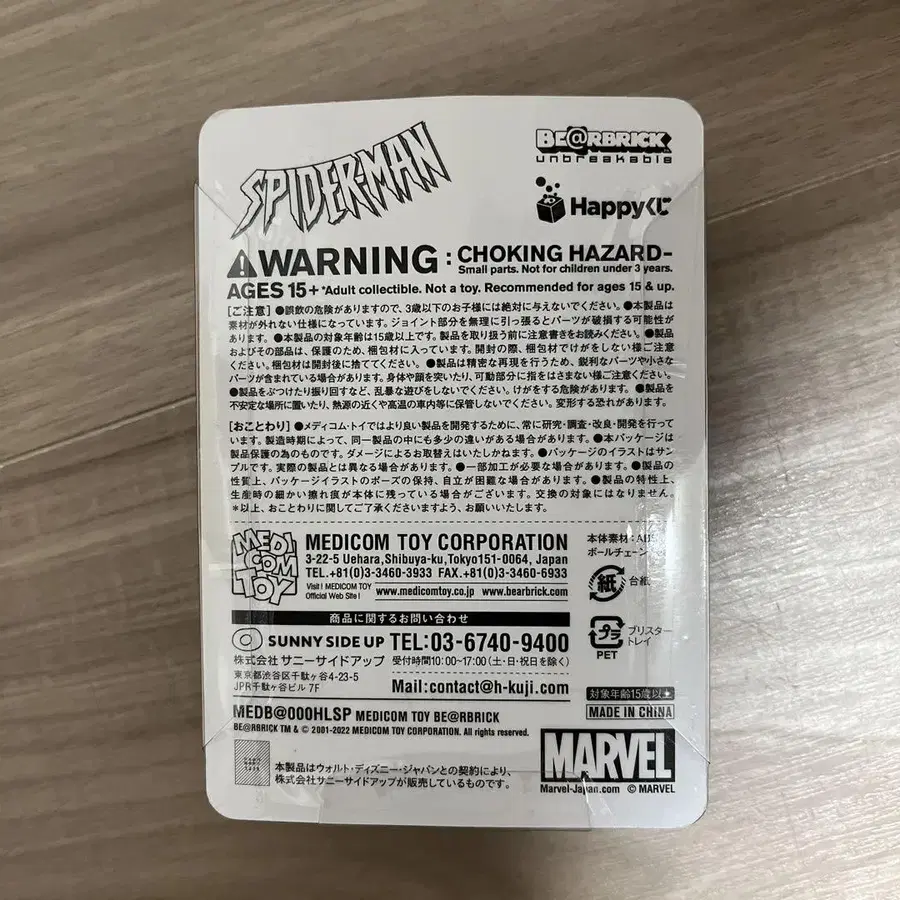 SPIDER-MAN
BE@RBRICK
unbreakable
Happyくじ
WARNING : CHOKING HAZARD-
Small parts. Not for children under 3 years.
AGES 15+ *Adult collectible. Not a toy. Recommended for ages 15 & up.
【ご注意】●誤飲の危険がありますので、3歳以下のお子様には絶対に与えないでください。●本製品は
素材が外れない仕様になっています。ジョイント部分を無理に引っ張るとパーツが破損する可能性が
あります。●本製品の対象年齢は15歳以上です。製品を取り扱う前に注意書きをお読みください。●製品
およびその部品は、保護のため、梱包材に入っています。開封の際、梱包材でけがをしない様ご注意
ください。梱包材は開封後に捨ててください。●製品は精密な再現を行うため、鋭利なパーツや小さな
パーツが含まれている場合があります。身体や顔を突いたり、可動部分に指をはさまない様ご注意ください。
●製品をぶつけたり振り回すなど、乱暴な遊びをしないでください。けがをする危険があります。●製品を
不安定な場所に置いたり、熱源の近くや高温の車内等に保管しないでください。変形する恐れがあります。
【おことわり】●メディコム・トイではより良い製品を開発するために、常に研究・調査・改良・開発を行って
います。製造時期によって、同一製品の中にも多少の違いがある場合があります。●本パッケージは
製品保護の為のものです。ダメージによるお取替えはいたしかねます。●パッケージのイラストはサン
プルです。実際の製品とは異なる場合があります。●一部加工が必要な場合があります。●製品の
性質上、パッケージイラストのポーズの保持、自立が困難な場合があります。●製品の特性上、
生産時の細かい擦れ痕が本体に残っている場合がございます。交換の対象にはなりません。
*以上、おことわりに関してご了承くださいますよう、お願いいたします。
MEDI COM TOY
MEDICOM TOY CORPORATION
3-22-5 Uehara,Shibuya-ku,Tokyo151-0064, Japan
TEL.+81(0)3-3460-3933 FAX.+81(0)3-3460-6933
Visit ! MEDICOM TOY
Official Web Site !
www.medicomtoy.co.jp www.bearbrick.com
本体素材:ABS
ボールチェーン
紙 台紙
プラ
PET
ブリスター
トレイ
商品に関するお問い合わせ
SUNNY SIDE UP TEL:03-6740-9400
株式会社 サニーサイドアップ 受付時間10:00~17:00(土・日・祝日を除く)
東京都渋谷区千駄ヶ谷4-23-5
JPR千駄ヶ谷ビル 7F
Mail:contact@h-kuji.com
対象年齢15歳以上
MADE IN CHINA
MEDB@000HLSP MEDICOM TOY BE@RBRICK
BE@RBRICK TM & © 2001-2022 MEDICOM TOY CORPORATION. All rights reserved.
本製品はウォルト・ディズニー・ジャパンとの契約により、
株式会社サニーサイドアップが販売しているものです。
MARVEL
Marvel-Japan.com © MARVEL